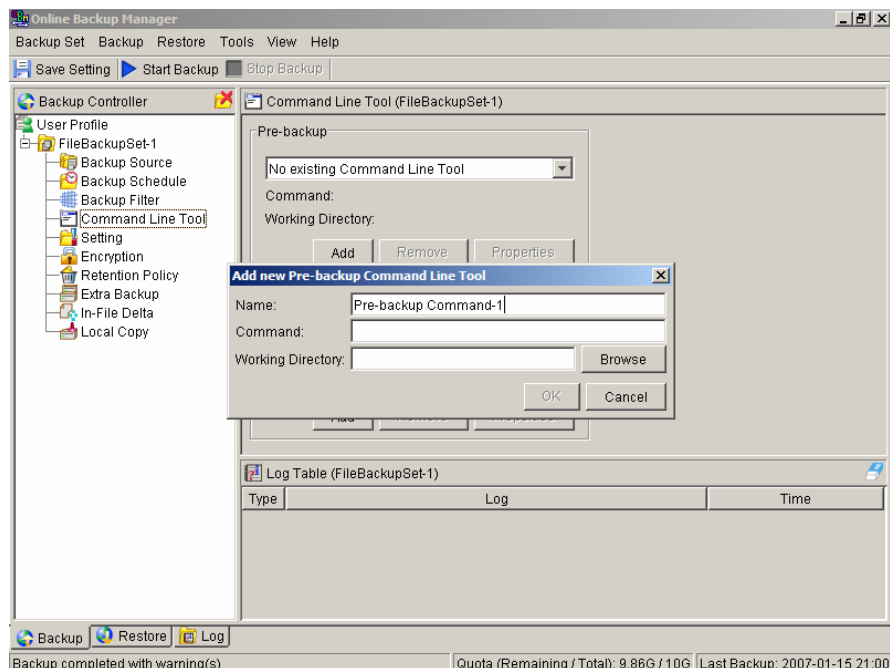 Online Backup Manager
Backup Set Backup Restore Tools View Help
Save Setting Start Backup Stop Backup
Backup Controller
User Profile
FileBackupSet-1
Backup Source
Backup Schedule
Backup Filter
Command Line Tool
Setting
Encryption
Retention Policy
Extra Backup
In-File Delta
Local Copy
Command Line Tool (FileBackupSet-1)
Pre-backup
No existing Command Line Tool
Command:
Working Directory:
Add Remove Properties
Add new Pre-backup Command Line Tool
Name: Pre-backup Command-1
Command:
Working Directory: Browse
OK Cancel
Add Remove Properties
Log Table (FileBackupSet-1)
Type Log Time
Backup Restore Log
Backup completed with warning(s) Quota (Remaining / Total): 9.86G / 10G Last Backup: 2007-01-15 21:00